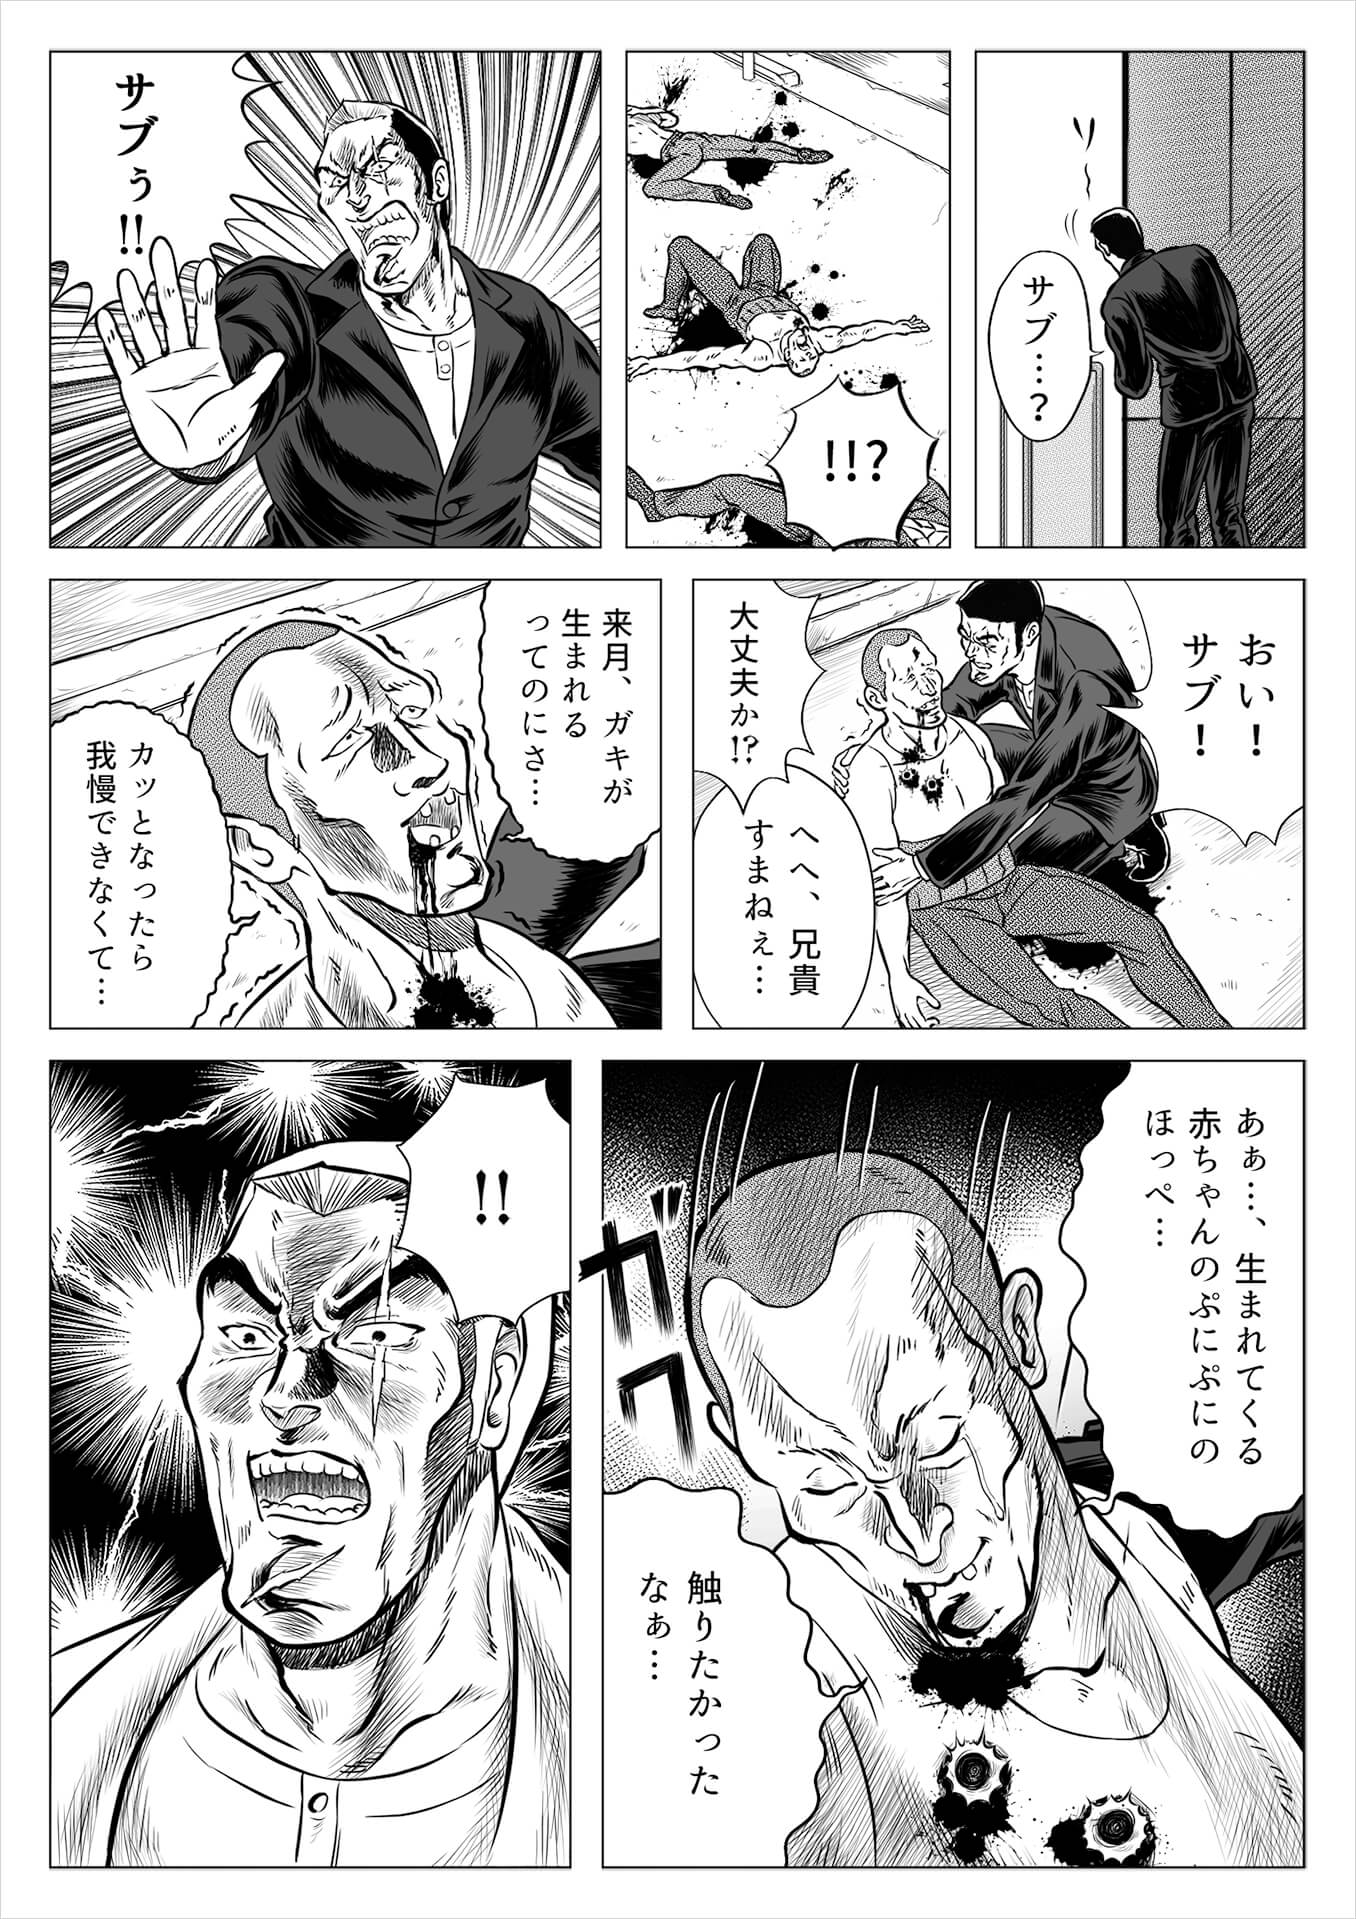 り〜
サブ…？
!!?
サブぅ!!
おい！
サブ！
大丈夫か!?
へへ、兄貴
すまねぇ…
来月、ガキが
生まれる
ってのにさ…
カッとなったら
我慢できなくて…
あぁ…、生まれてくる
赤ちゃんのぷにぷにの
ほっぺ…
ガクガク
触りたかった
なぁ…
!!